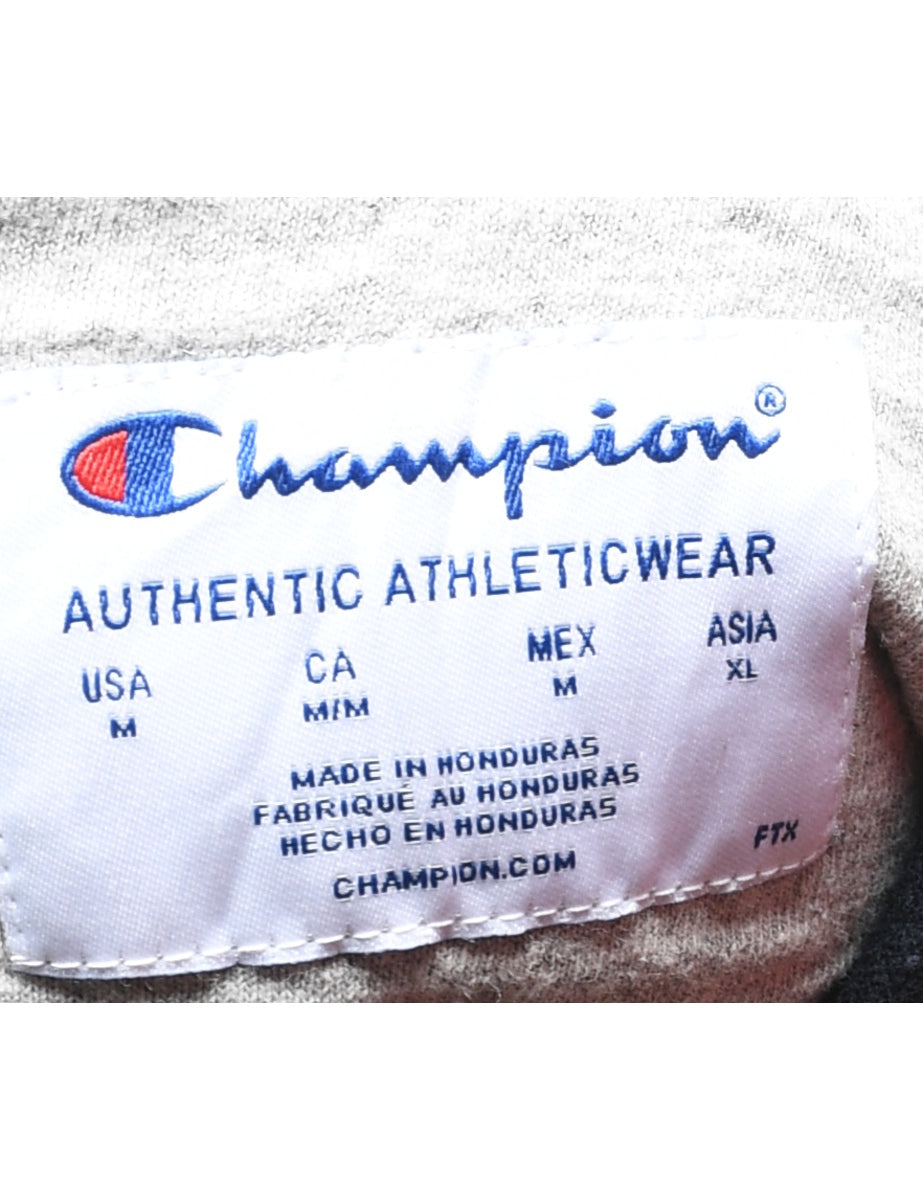 Champion®
AUTHENTIC ATHLETICWEAR
USA CA MEX ASIA
M M/M M XL
MADE IN HONDURAS
FABRIQUÉ AU HONDURAS
HECHO EN HONDURAS
CHAMPION.COM
FTX